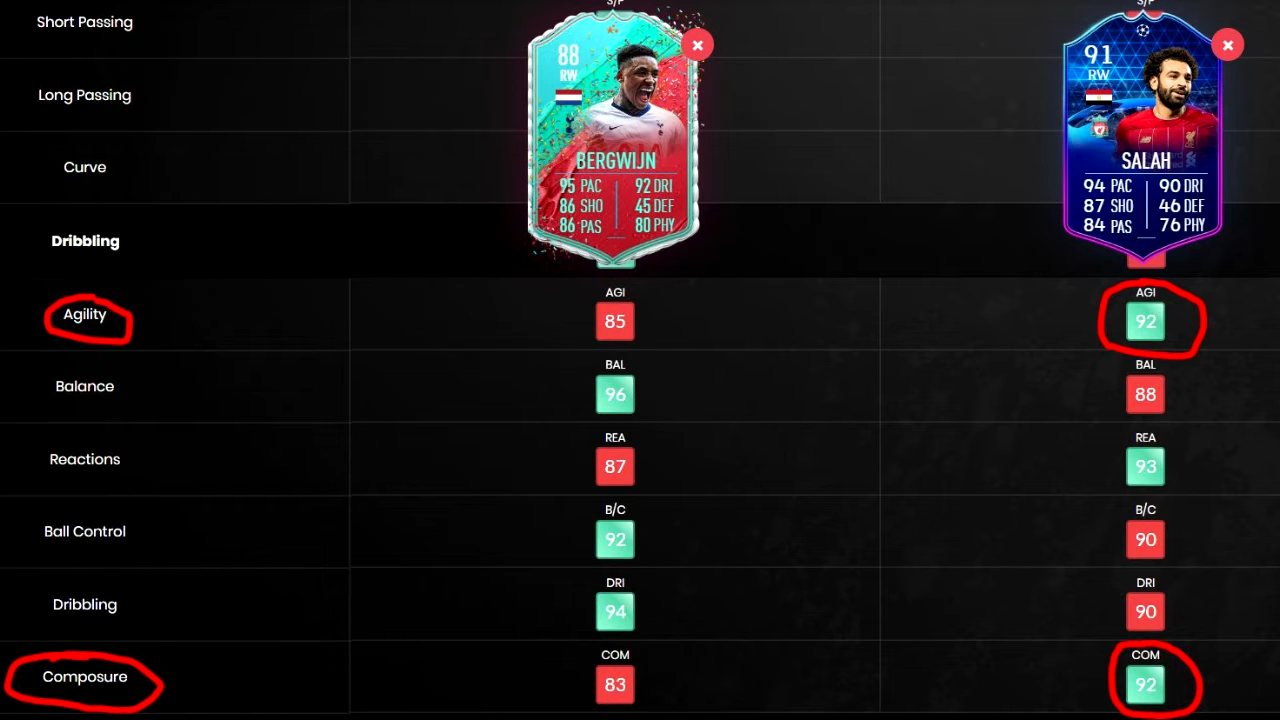 S/P
S/P
Short Passing
Long Passing
Curve
Dribbling
88
RW
BERGWIJN
95 PAC 92 DRI
86 SHO 45 DEF
86 PAS 80 PHY
91
RW
SALAH
94 PAC 90 DRI
87 SHO 46 DEF
84 PAS 76 PHY
Agility
AGI
85
AGI
92
Balance
BAL
96
BAL
88
Reactions
REA
87
REA
93
Ball Control
B/C
92
B/C
90
Dribbling
DRI
94
DRI
90
Composure
COM
83
COM
92